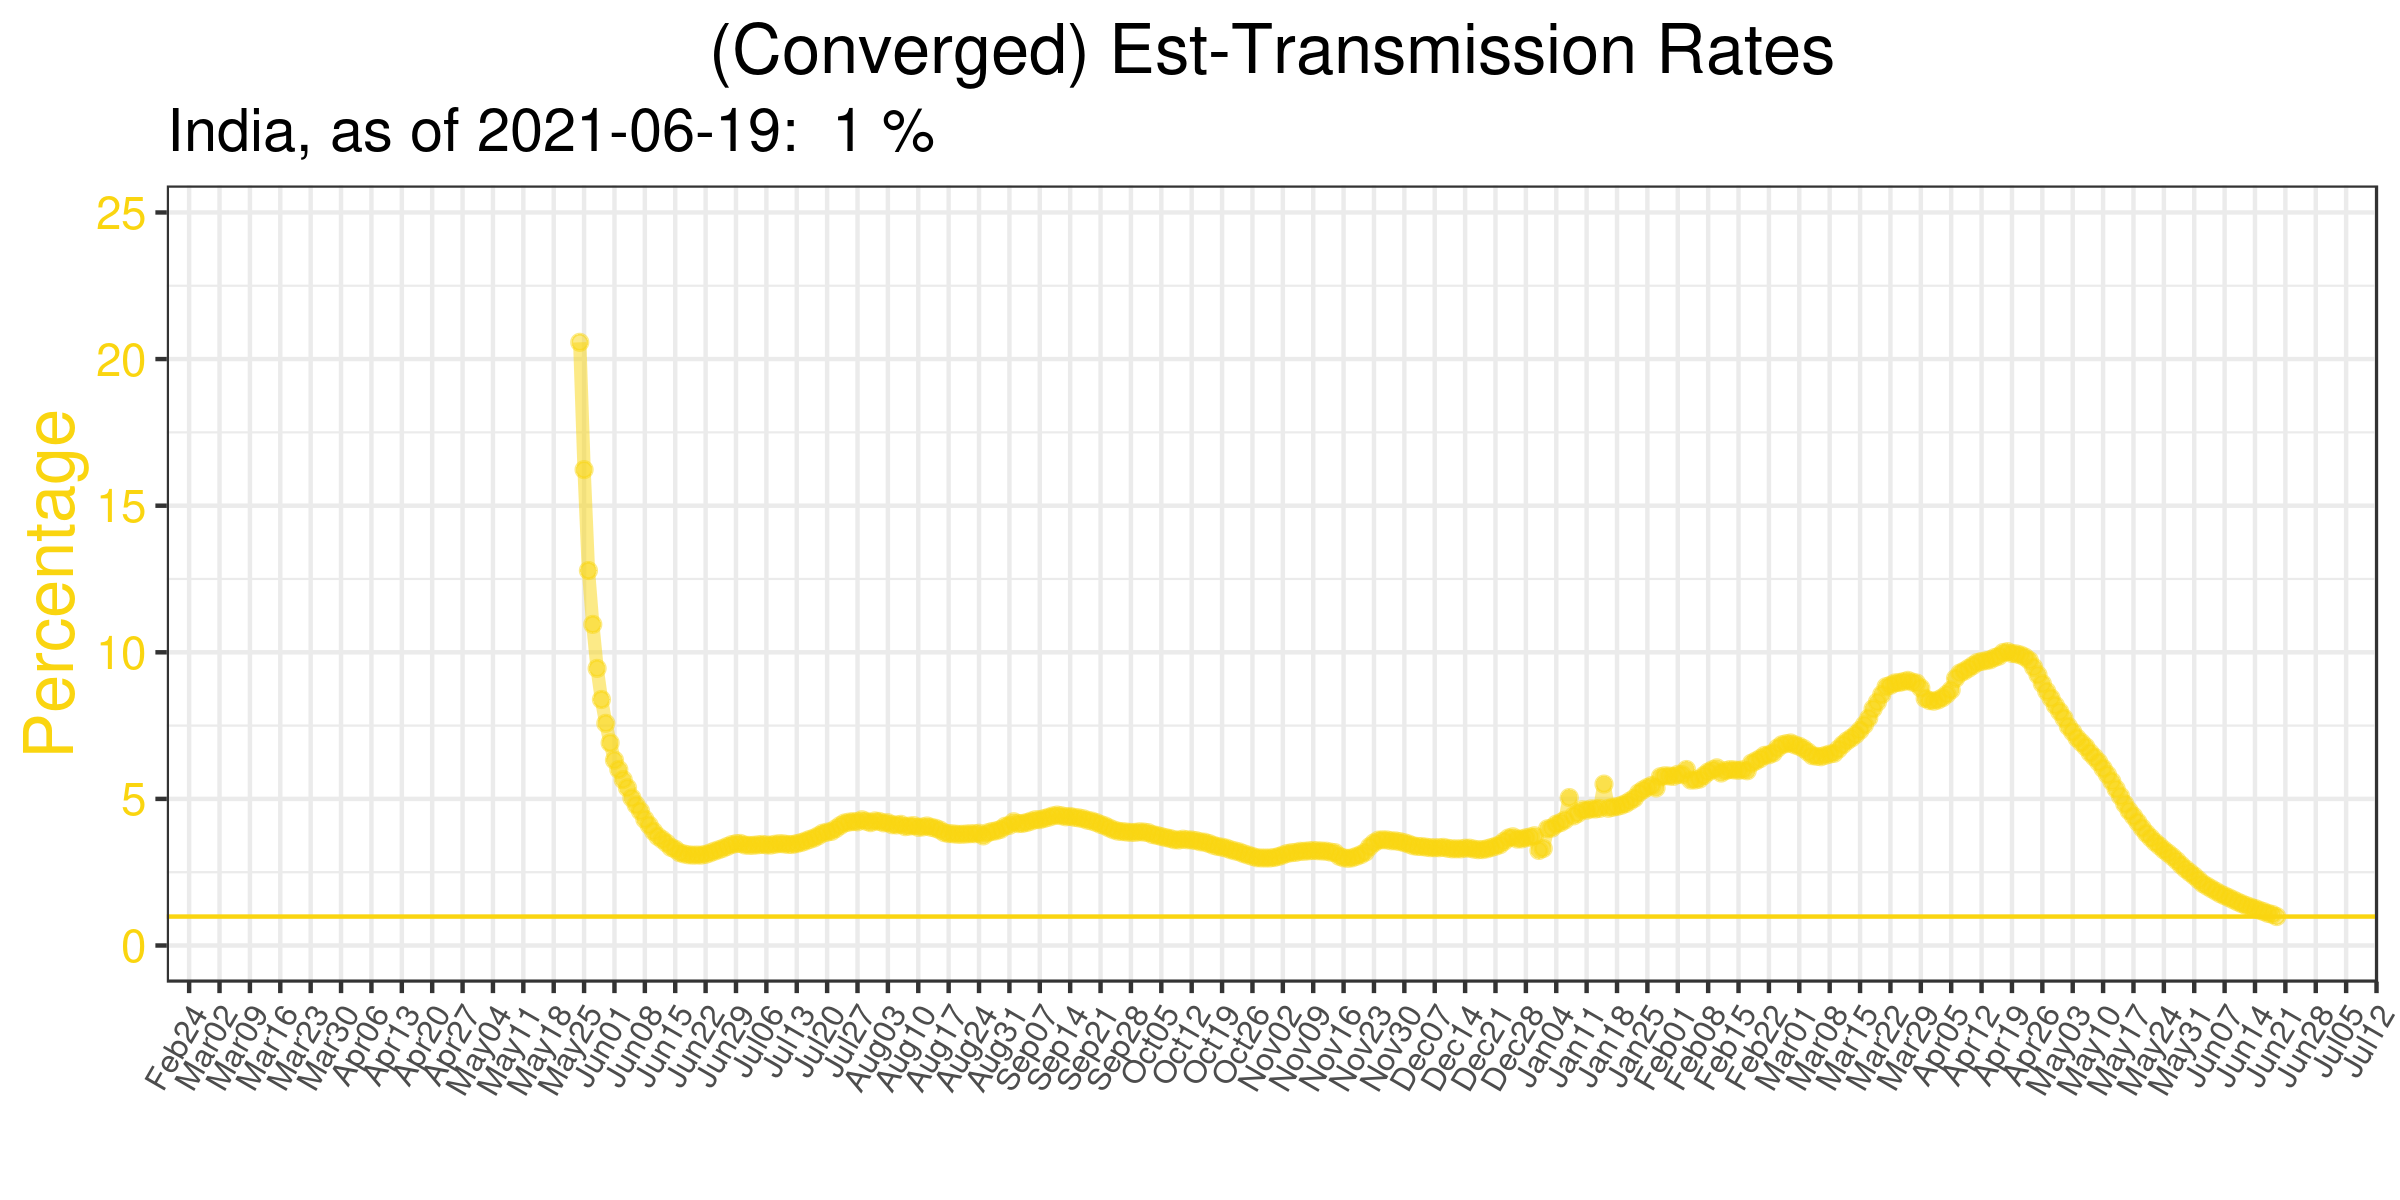 (Converged) Est-Transmission Rates
India, as of 2021-06-19: 1 %
Percentage
25
20
15
10
5
0
Feb24
Mar02
Mar09
Mar16
Mar23
Mar30
Apr06
Apr13
Apr20
Apr27
May04
May11
May18
May25
Jun01
Jun08
Jun15
Jun22
Jun29
Jul06
Jul13
Jul20
Jul27
Aug03
Aug10
Aug17
Aug24
Aug31
Sep07
Sep14
Sep21
Sep28
Oct05
Oct12
Oct19
Oct26
Nov02
Nov09
Nov16
Nov23
Nov30
Dec07
Dec14
Dec21
Dec28
Jan04
Jan11
Jan18
Jan25
Feb01
Feb08
Feb15
Feb22
Mar01
Mar08
Mar15
Mar22
Mar29
Apr05
Apr12
Apr19
Apr26
May03
May10
May17
May24
May31
Jun07
Jun14
Jun21
Jun28
Jul05
Jul12